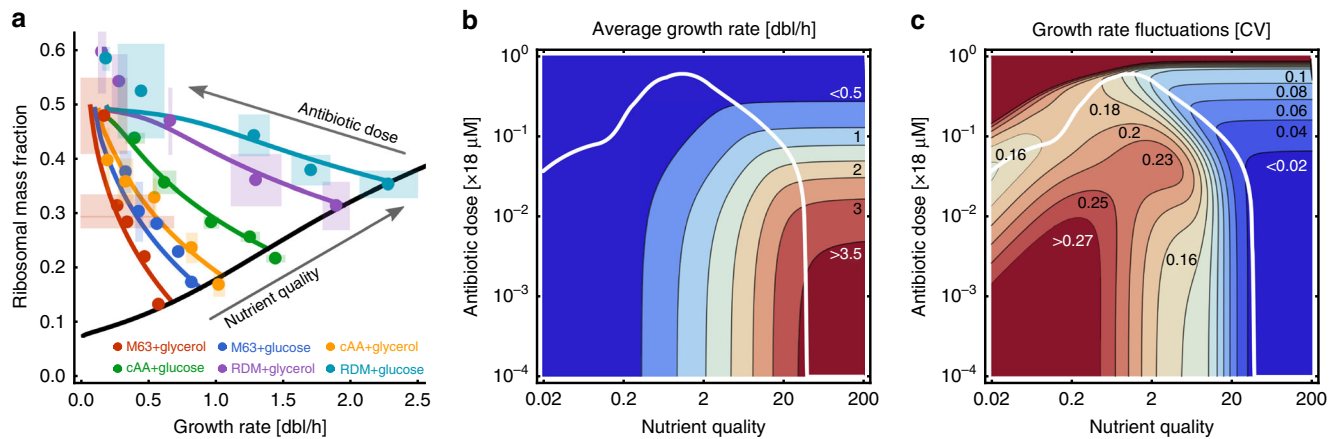 a
Ribosomal mass fraction
0.6
0.5
0.4
0.3
0.2
0.1
0.0
Antibiotic dose
Nutrient quality
M63+glycerol
M63+glucose
cAA+glycerol
cAA+glucose
RDM+glycerol
RDM+glucose
0.0
0.5
1.0
1.5
2.0
2.5
Growth rate [dbl/h]
b
Average growth rate [dbl/h]
Antibiotic dose [×18 µM]
10⁰
10⁻¹
10⁻²
10⁻³
10⁻⁴
<0.5
1
2
3
>3.5
0.02
0.2
2
20
200
Nutrient quality
c
Growth rate fluctuations [CV]
Antibiotic dose [×18 µM]
10⁰
10⁻¹
10⁻²
10⁻³
10⁻⁴
0.1
0.08
0.06
0.04
<0.02
0.18
0.2
0.16
0.23
0.25
>0.27
0.16
0.02
0.2
2
20
200
Nutrient quality